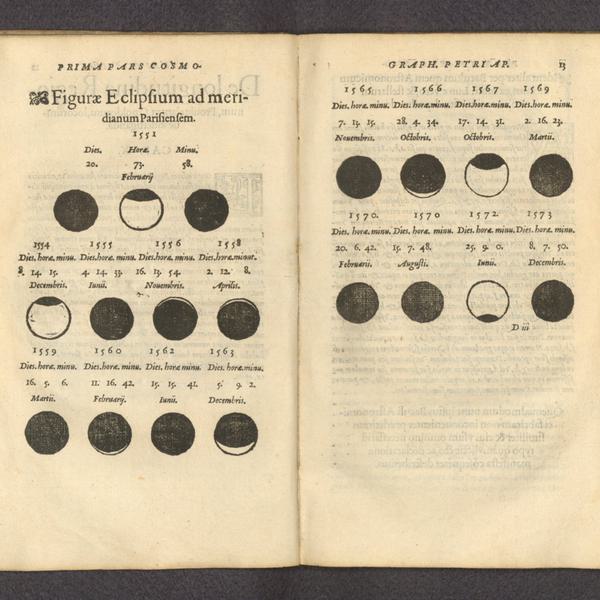 PRIMA PARS COSMO-
Figuræ Eclipſium ad meri-
dianum Pariſienſem.
1551
Dies. Horæ. Minu.
20. 73. 58.
Februarij
1554 1555 1556 1558
Dies. horæ. minu. Dies. horæ minu. Dies. horæ minu. Dies. horæ. minut.
8. 14. 15. 4. 14. 33. 16. 13. 54. 2. 12. 8.
Decembris. Iunii. Nouembris. Aprilis.
1559 1560 1562 1563
Dies. horæ minu. Dies. horæ minu. Dies. horæ minu. Dies. horæ. minu.
16. 5. 6. 11. 16. 42. 15. 15. 41. 5. 9. 2.
Martii. Februarij. Iunii. Decembris.
GRAPH. PETRI AP. 13
1565 1566 1567 1569
Dies. horæ. minu. Dies. horæ. minu. Dies. horæ. minu. Dies. horæ. minu.
7. 13. 15. 28. 4. 34. 17. 14. 31. 2. 16. 23.
Nouembris. Octobris. Octobris. Martii.
1570. 1570 1572. 1573
Dies. horæ. minu. Dies. horæ. minu. Dies. horæ. minu. Dies. horæ. minu.
20. 6. 42. 15. 7. 48. 25. 9. 0. 8. 7. 50.
Februarii. Auguſti. Iunii. Decembris.
D iii